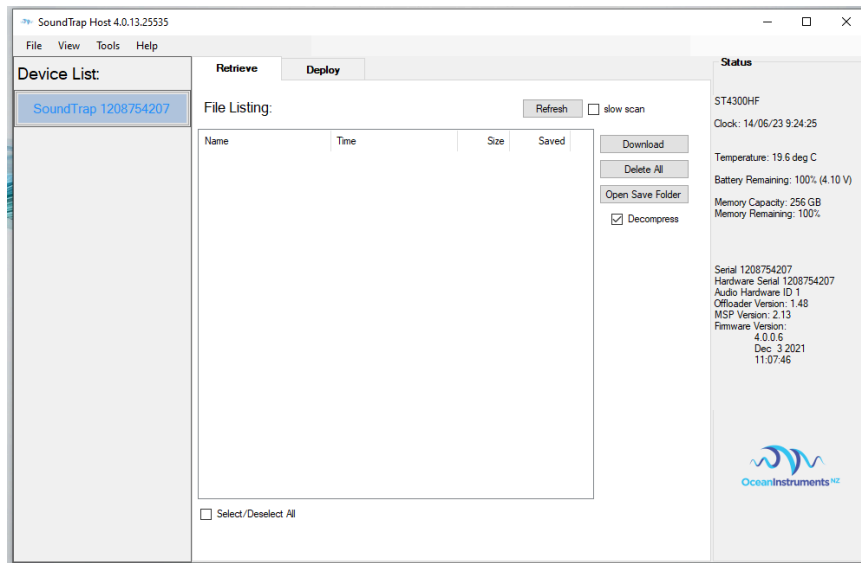 SoundTrap Host 4.0.13.25535
File View Tools Help
Device List:
SoundTrap 1208754207
Retrieve Deploy
File Listing:
Refresh
slow scan
Name Time Size Saved
Download
Delete All
Open Save Folder
Decompress
Select/Deselect All
Status
ST4300HF
Clock: 14/06/23 9:24:25
Temperature: 19.6 deg C
Battery Remaining: 100% (4.10 V)
Memory Capacity: 256 GB
Memory Remaining: 100%
Serial 1208754207
Hardware Serial 1208754207
Audio Hardware ID 1
Offloader Version: 1.48
MSP Version: 2.13
Firmware Version:
4.0.0.6
Dec 3 2021
11:07:46
OceanInstruments NZ